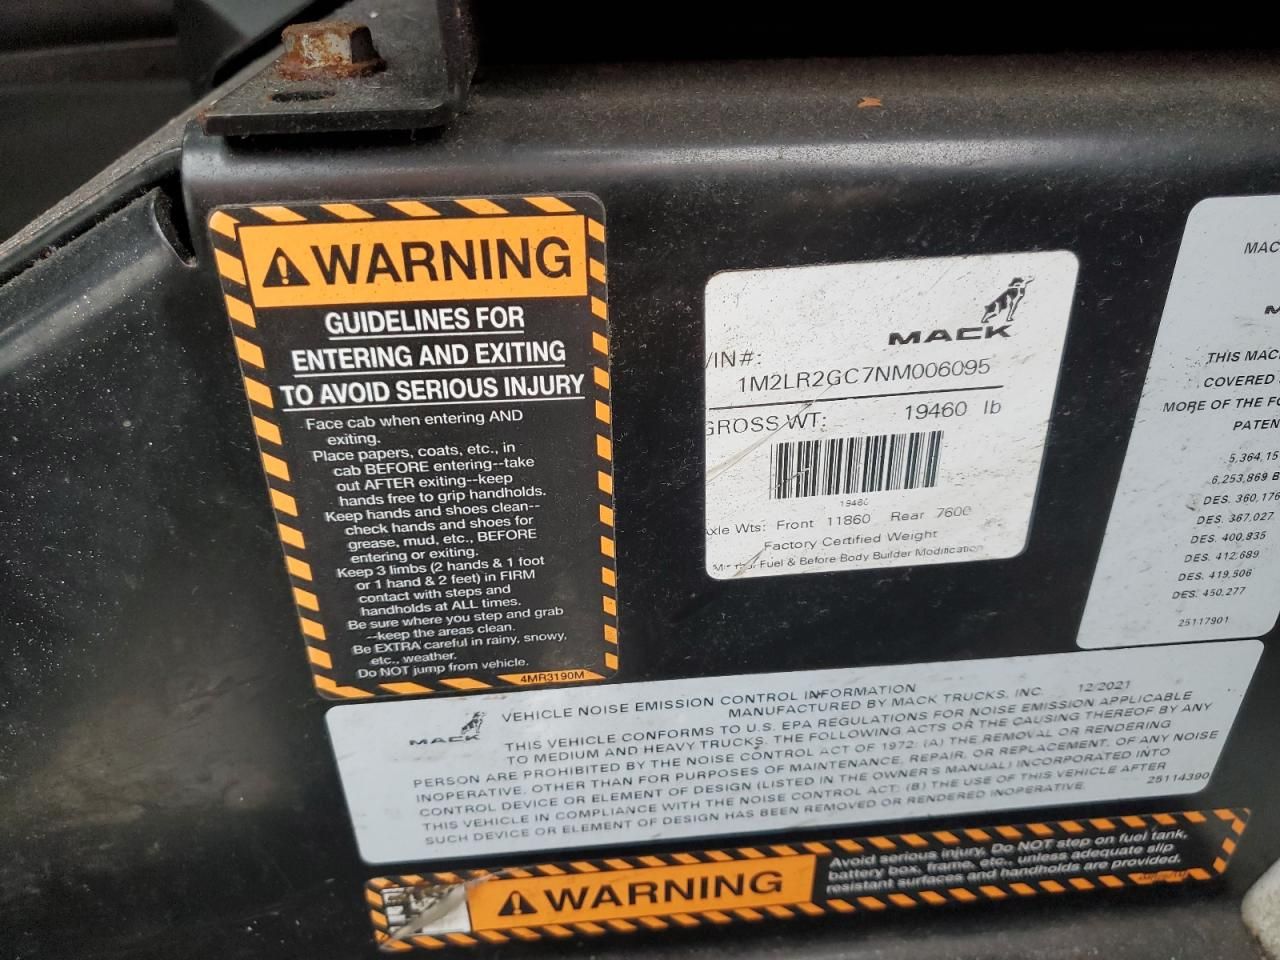 WARNING
GUIDELINES FOR
ENTERING AND EXITING
TO AVOID SERIOUS INJURY
Face cab when entering AND
exiting.
Place papers, coats, etc., in
cab BEFORE entering--take
out AFTER exiting--keep
hands free to grip handholds.
Keep hands and shoes clean--
check hands and shoes for
grease, mud, etc., BEFORE
entering or exiting.
Keep 3 limbs (2 hands & 1 foot
or 1 hand & 2 feet) in FIRM
contact with steps and
handholds at ALL times.
Be sure where you step and grab
--keep the areas clean.
Be EXTRA careful in rainy, snowy,
etc., weather.
Do NOT jump from vehicle.
4MR3190M
MACK
VIN#:
1M2LR2GC7NM006095
GROSS WT: 19460 lb
19460
Axle Wts: Front 11860 Rear 7600
Factory Certified Weight
Fuel & Before Body Builder Modification
MAC
THIS MAC
COVERED
MORE OF THE FO
PATEN
5,364,15
6,253,869 B
DES. 360,176
DES. 367,027
DES. 400,835
DES. 412,689
DES. 419,506
DES. 450,277
25117901
MACK
VEHICLE NOISE EMISSION CONTROL INFORMATION
MANUFACTURED BY MACK TRUCKS, INC 12/2021
THIS VEHICLE CONFORMS TO U.S. EPA REGULATIONS FOR NOISE EMISSION APPLICABLE
TO MEDIUM AND HEAVY TRUCKS. THE FOLLOWING ACTS OR THE CAUSING THEREOF BY ANY
PERSON ARE PROHIBITED BY THE NOISE CONTROL ACT OF 1972: (A) THE REMOVAL OR RENDERING
INOPERATIVE, OTHER THAN FOR PURPOSES OF MAINTENANCE, REPAIR, OR REPLACEMENT, OF ANY NOISE
CONTROL DEVICE OR ELEMENT OF DESIGN (LISTED IN THE OWNER'S MANUAL) INCORPORATED INTO
THIS VEHICLE IN COMPLIANCE WITH THE NOISE CONTROL ACT: (B) THE USE OF THIS VEHICLE AFTER
SUCH DEVICE OR ELEMENT OF DESIGN HAS BEEN REMOVED OR RENDERED INOPERATIVE.
25114390
WARNING
Avoid serious injury. Do NOT step on fuel tank,
battery box, frame, etc., unless adequate slip
resistant surfaces and handholds are provided.